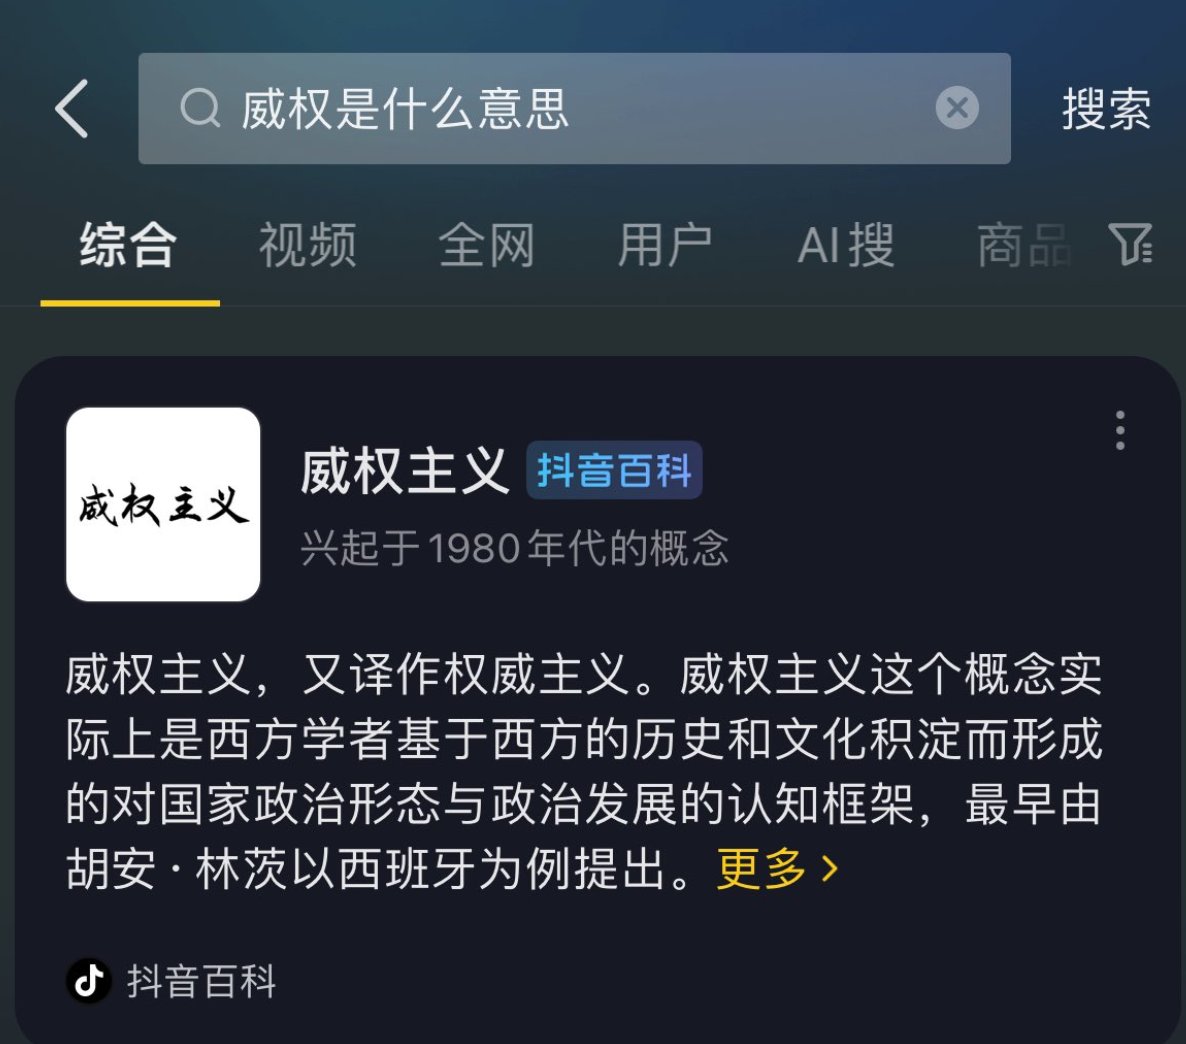 威权是什么意思
搜索
综合 视频 全网 用户 AI搜 商品
威权主义
威权主义 抖音百科
兴起于1980年代的概念
威权主义，又译作权威主义。威权主义这个概念实
际上是西方学者基于西方的历史和文化积淀而形成
的对国家政治形态与政治发展的认知框架，最早由
胡安·林茨以西班牙为例提出。更多
抖音百科